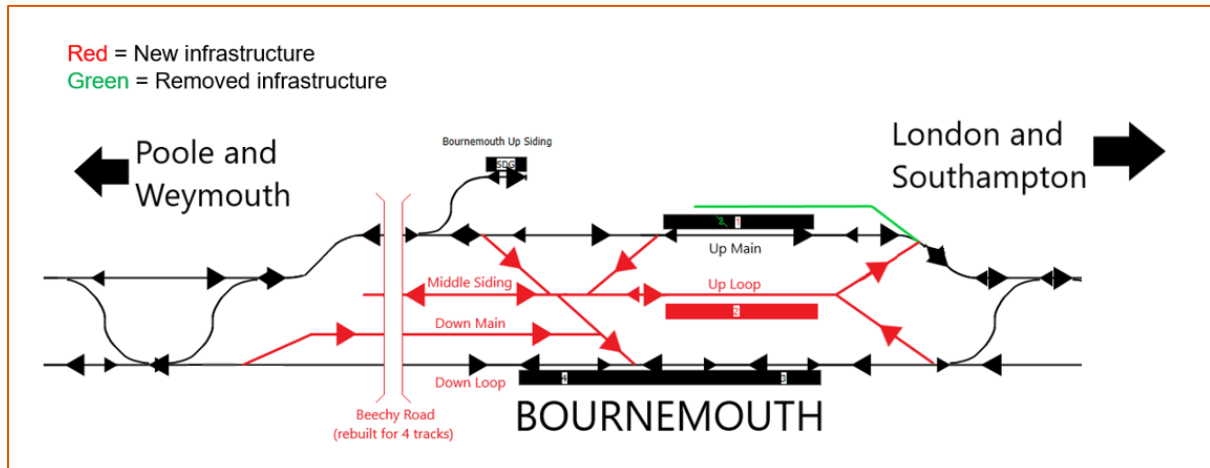 Red = New infrastructure
Green = Removed infrastructure
Poole and
Weymouth
Bournemouth Up Siding
SDG
London and
Southampton
2 1
Up Main
Middle Siding
Up Loop
2
Down Main
Down Loop
4
3
Beechy Road
(rebuilt for 4 tracks)
BOURNEMOUTH